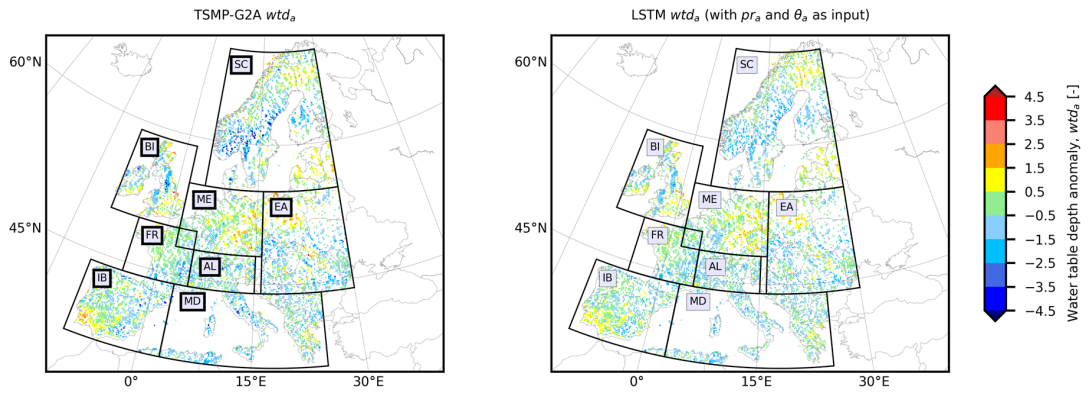 TSMP-G2A wtdₐ
LSTM wtdₐ (with prₐ and θₐ as input)
60°N
45°N
SC
BI
ME
EA
FR
AL
IB
MD
0°
15°E
30°E
SC
BI
ME
EA
FR
AL
IB
MD
0°
15°E
30°E
4.5
3.5
2.5
1.5
0.5
−0.5
−1.5
−2.5
−3.5
−4.5
Water table depth anomaly, wtdₐ [-]